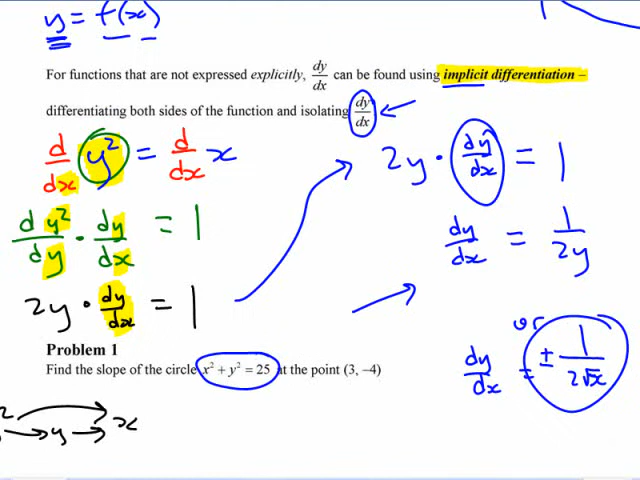 y = f(x)
For functions that are not expressed explicitly, dy/dx can be found using implicit differentiation –
differentiating both sides of the function and isolating dy/dx
d/dx y² = d/dx x
dy²/dy · dy/dx = 1
2y · dy/dx = 1
2y · dy/dx = 1
dy/dx = 1/2y
or
dy/dx = ± 1/2√x
Problem 1
Find the slope of the circle x² + y² = 25 at the point (3, –4)
2 → y → x